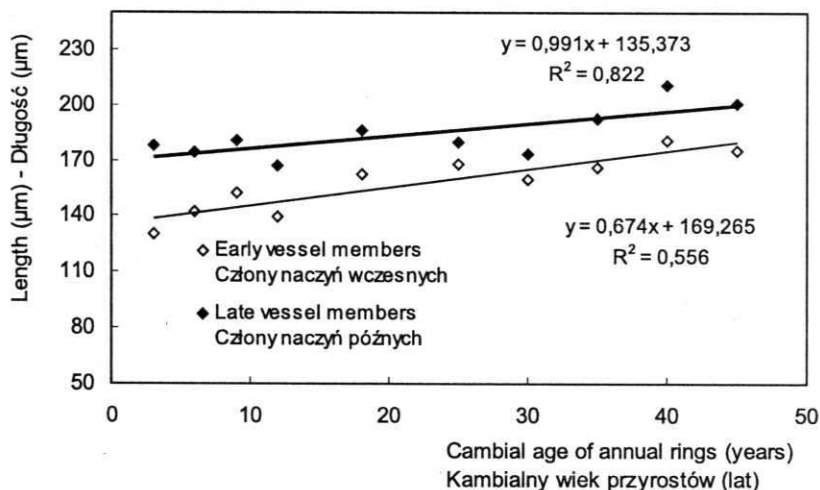 Length (µm) - Długość (µm)
230
200
170
140
110
80
50
y = 0,991x + 135,373
R² = 0,822
y = 0,674x + 169,265
R² = 0,556
Early vessel members
Człony naczyń wczesnych
Late vessel members
Człony naczyń późnych
0 10 20 30 40 50
Cambial age of annual rings (years)
Kambialny wiek przyrostów (lat)